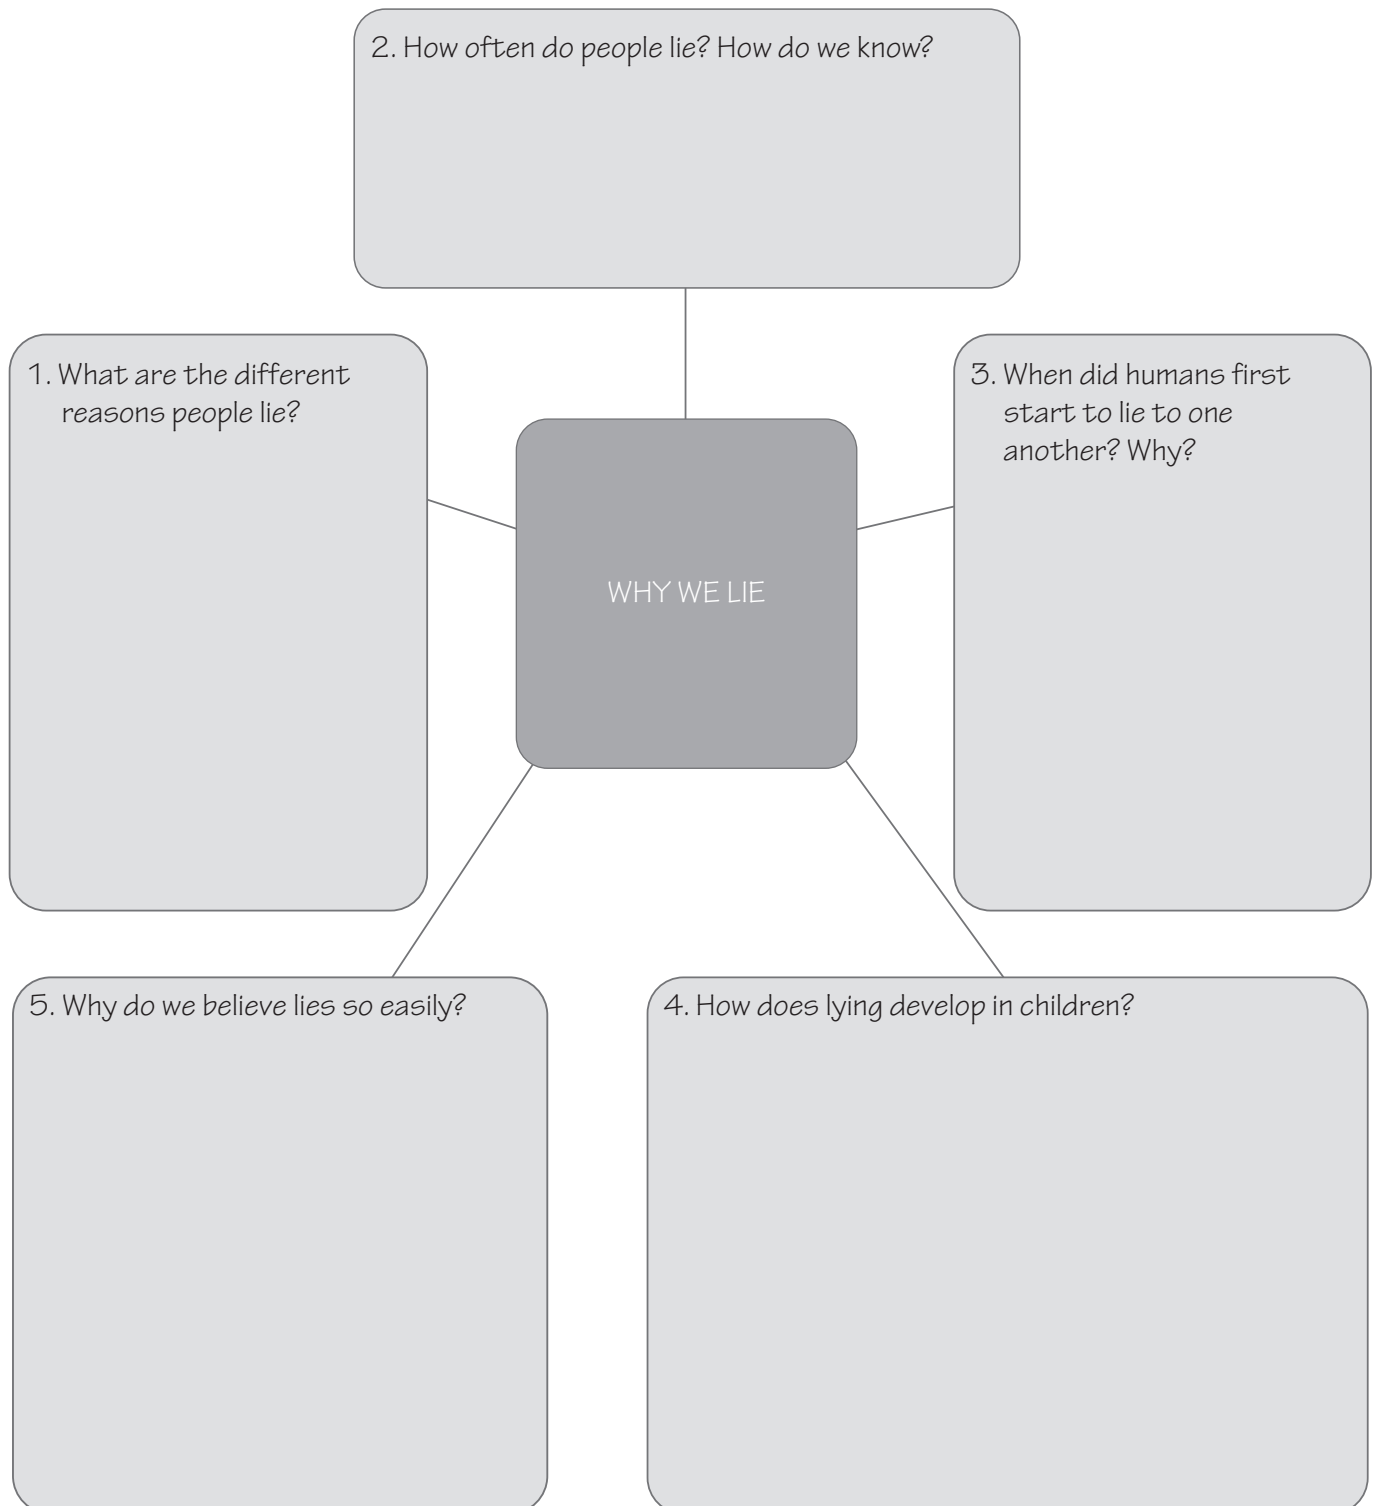 2. How often do people lie? How do we know?
1. What are the different
reasons people lie?
3. When did humans first
start to lie to one
another? Why?
WHY WE LIE
5. Why do we believe lies so easily?
4. How does lying develop in children?